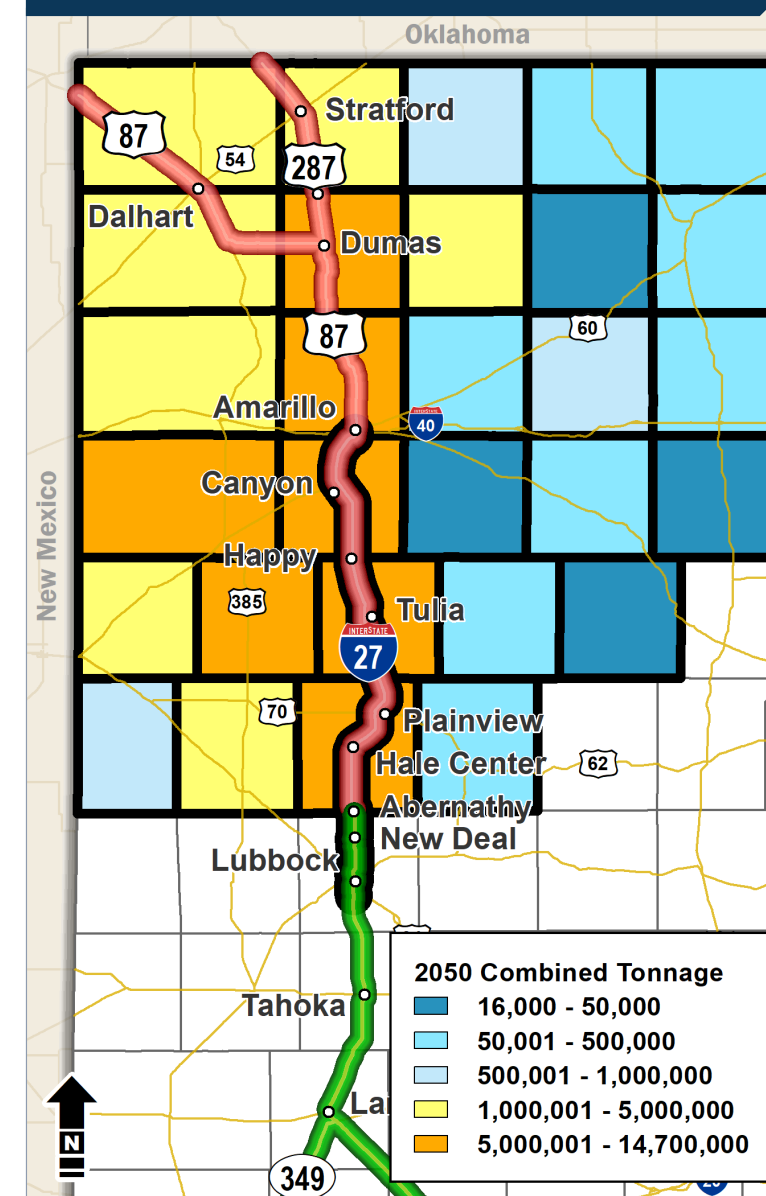 Oklahoma
Stratford
87
54
287
Dalhart
Dumas
87
60
Amarillo
INTERSTATE
40
Canyon
New Mexico
Happy
385
Tulia
INTERSTATE
27
70
Plainview
Hale Center
62
Abernathy
New Deal
Lubbock
2050 Combined Tonnage
16,000 - 50,000
50,001 - 500,000
500,001 - 1,000,000
1,000,001 - 5,000,000
5,000,001 - 14,700,000
Tahoka
La
N
349